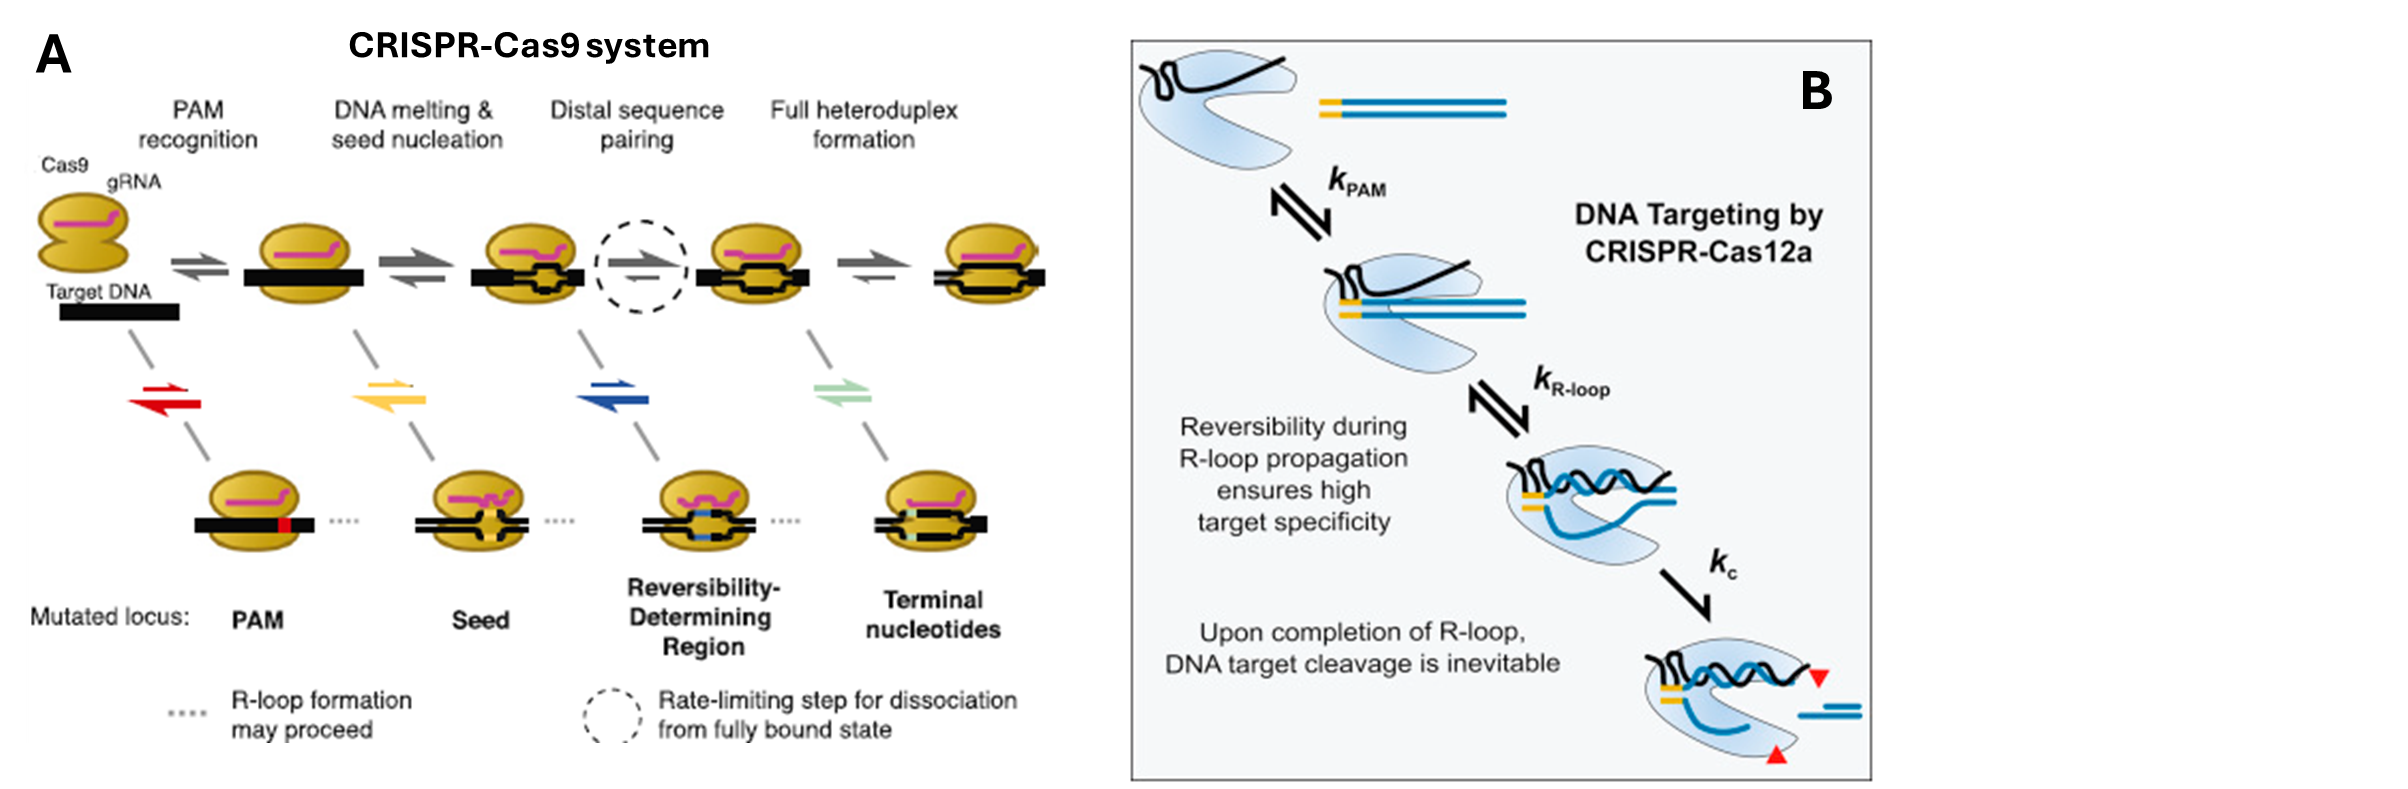 A
CRISPR-Cas9 system
PAM
recognition
DNA melting &
seed nucleation
Distal sequence
pairing
Full heteroduplex
formation
Cas9
gRNA
Target DNA
Mutated locus:
PAM
Seed
Reversibility-
Determining
Region
Terminal
nucleotides
R-loop formation
may proceed
Rate-limiting step for dissociation
from fully bound state
B
kPAM
DNA Targeting by
CRISPR-Cas12a
kR-loop
Reversibility during
R-loop propagation
ensures high
target specificity
kc
Upon completion of R-loop,
DNA target cleavage is inevitable